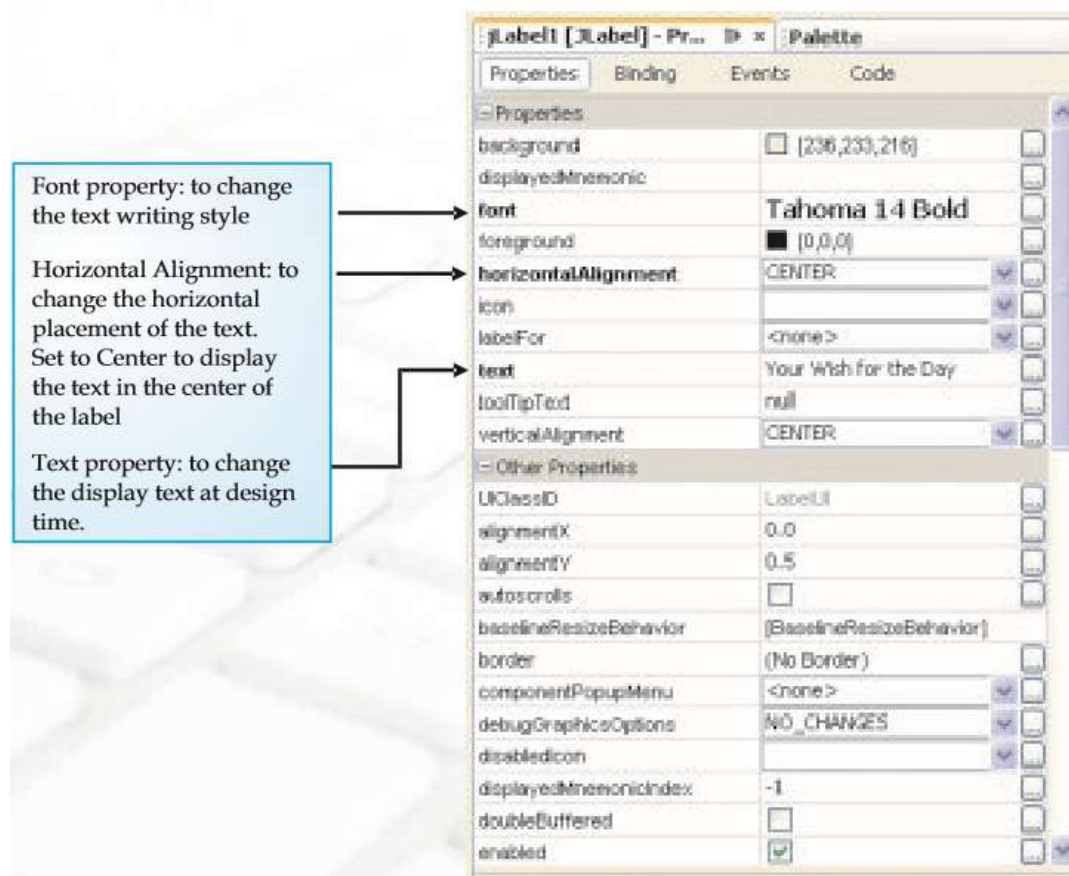 jLabel1 [JLabel] - Pr...
Palette
Properties Binding Events Code
Properties
background [236,233,216] ...
displayedMnemonic ...
font Tahoma 14 Bold ...
foreground [0,0,0] ...
horizontalAlignment CENTER ...
icon ...
labelFor <none> ...
text Your Wish for the Day ...
toolTipText null ...
verticalAlignment CENTER ...
Other Properties
UIClassID LabelUI ...
alignmentX 0.0 ...
alignmentY 0.5 ...
autoscrolls ...
baselineResizeBehavior [BaselineResizeBehavior]
border (No Border) ...
componentPopupMenu <none> ...
debugGraphicsOptions NO_CHANGES ...
disabledIcon ...
displayedMnemonicIndex -1 ...
doubleBuffered ...
enabled ...
Font property: to change
the text writing style
Horizontal Alignment: to
change the horizontal
placement of the text.
Set to Center to display
the text in the center of
the label
Text property: to change
the display text at design
time.